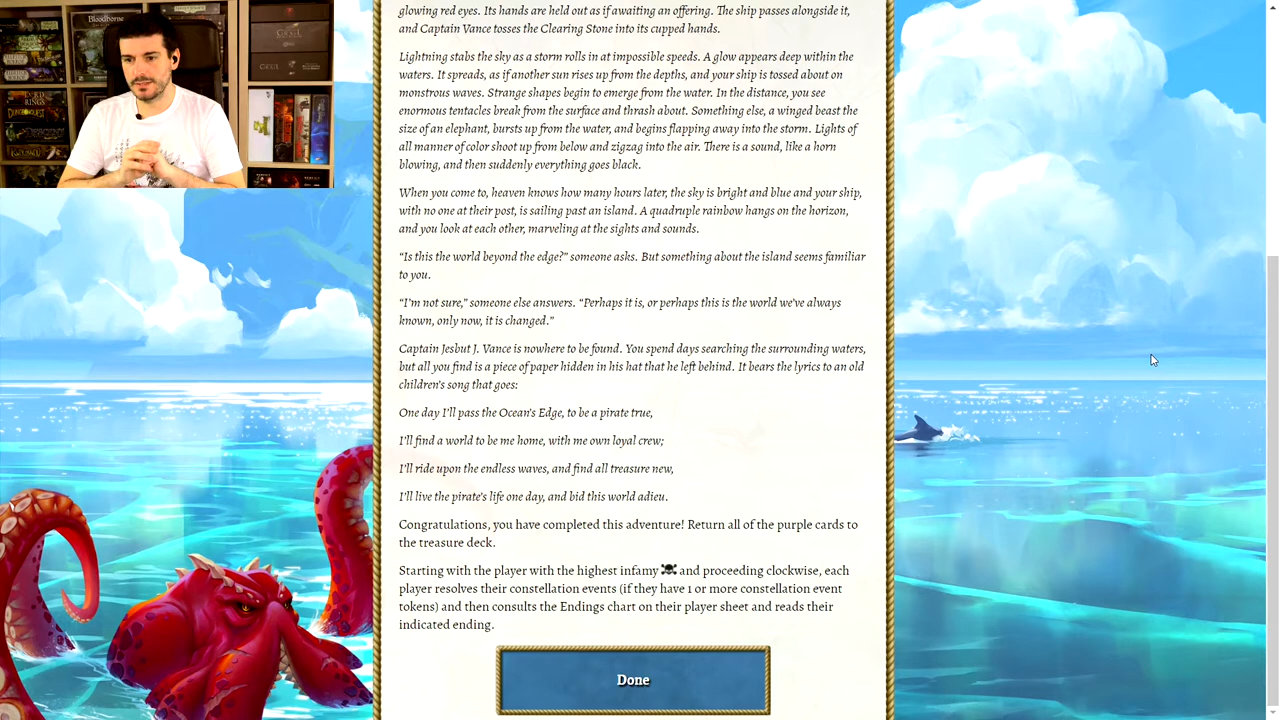 Bloodborne
LORD
RINGS
glowing red eyes. Its hands are held out as if awaiting an offering. The ship passes alongside it,
and Captain Vance tosses the Clearing Stone into its cupped hands.
Lightning stabs the sky as a storm rolls in at impossible speeds. A glow appears deep within the
waters. It spreads, as if another sun rises up from the depths, and your ship is tossed about on
monstrous waves. Strange shapes begin to emerge from the water. In the distance, you see
enormous tentacles break from the surface and thrash about. Something else, a winged beast the
size of an elephant, bursts up from the water, and begins flapping away into the storm. Lights of
all manner of color shoot up from below and zigzag into the air. There is a sound, like a horn
blowing, and then suddenly everything goes black.
When you come to, heaven knows how many hours later, the sky is bright and blue and your ship,
with no one at their post, is sailing past an island. A quadruple rainbow hangs on the horizon,
and you look at each other, marveling at the sights and sounds.
“Is this the world beyond the edge?” someone asks. But something about the island seems familiar
to you.
“I'm not sure,” someone else answers. “Perhaps it is, or perhaps this is the world we've always
known, only now, it is changed.”
Captain Jesbut J. Vance is nowhere to be found. You spend days searching the surrounding waters,
but all you find is a piece of paper hidden in his hat that he left behind. It bears the lyrics to an old
children's song that goes:
One day I'll pass the Ocean's Edge, to be a pirate true,
I'll find a world to be me home, with me own loyal crew;
I'll ride upon the endless waves, and find all treasure new,
I'll live the pirate's life one day, and bid this world adieu.
Congratulations, you have completed this adventure! Return all of the purple cards to
the treasure deck.
Starting with the player with the highest infamy and proceeding clockwise, each
player resolves their constellation events (if they have 1 or more constellation event
tokens) and then consults the Endings chart on their player sheet and reads their
indicated ending.
Done